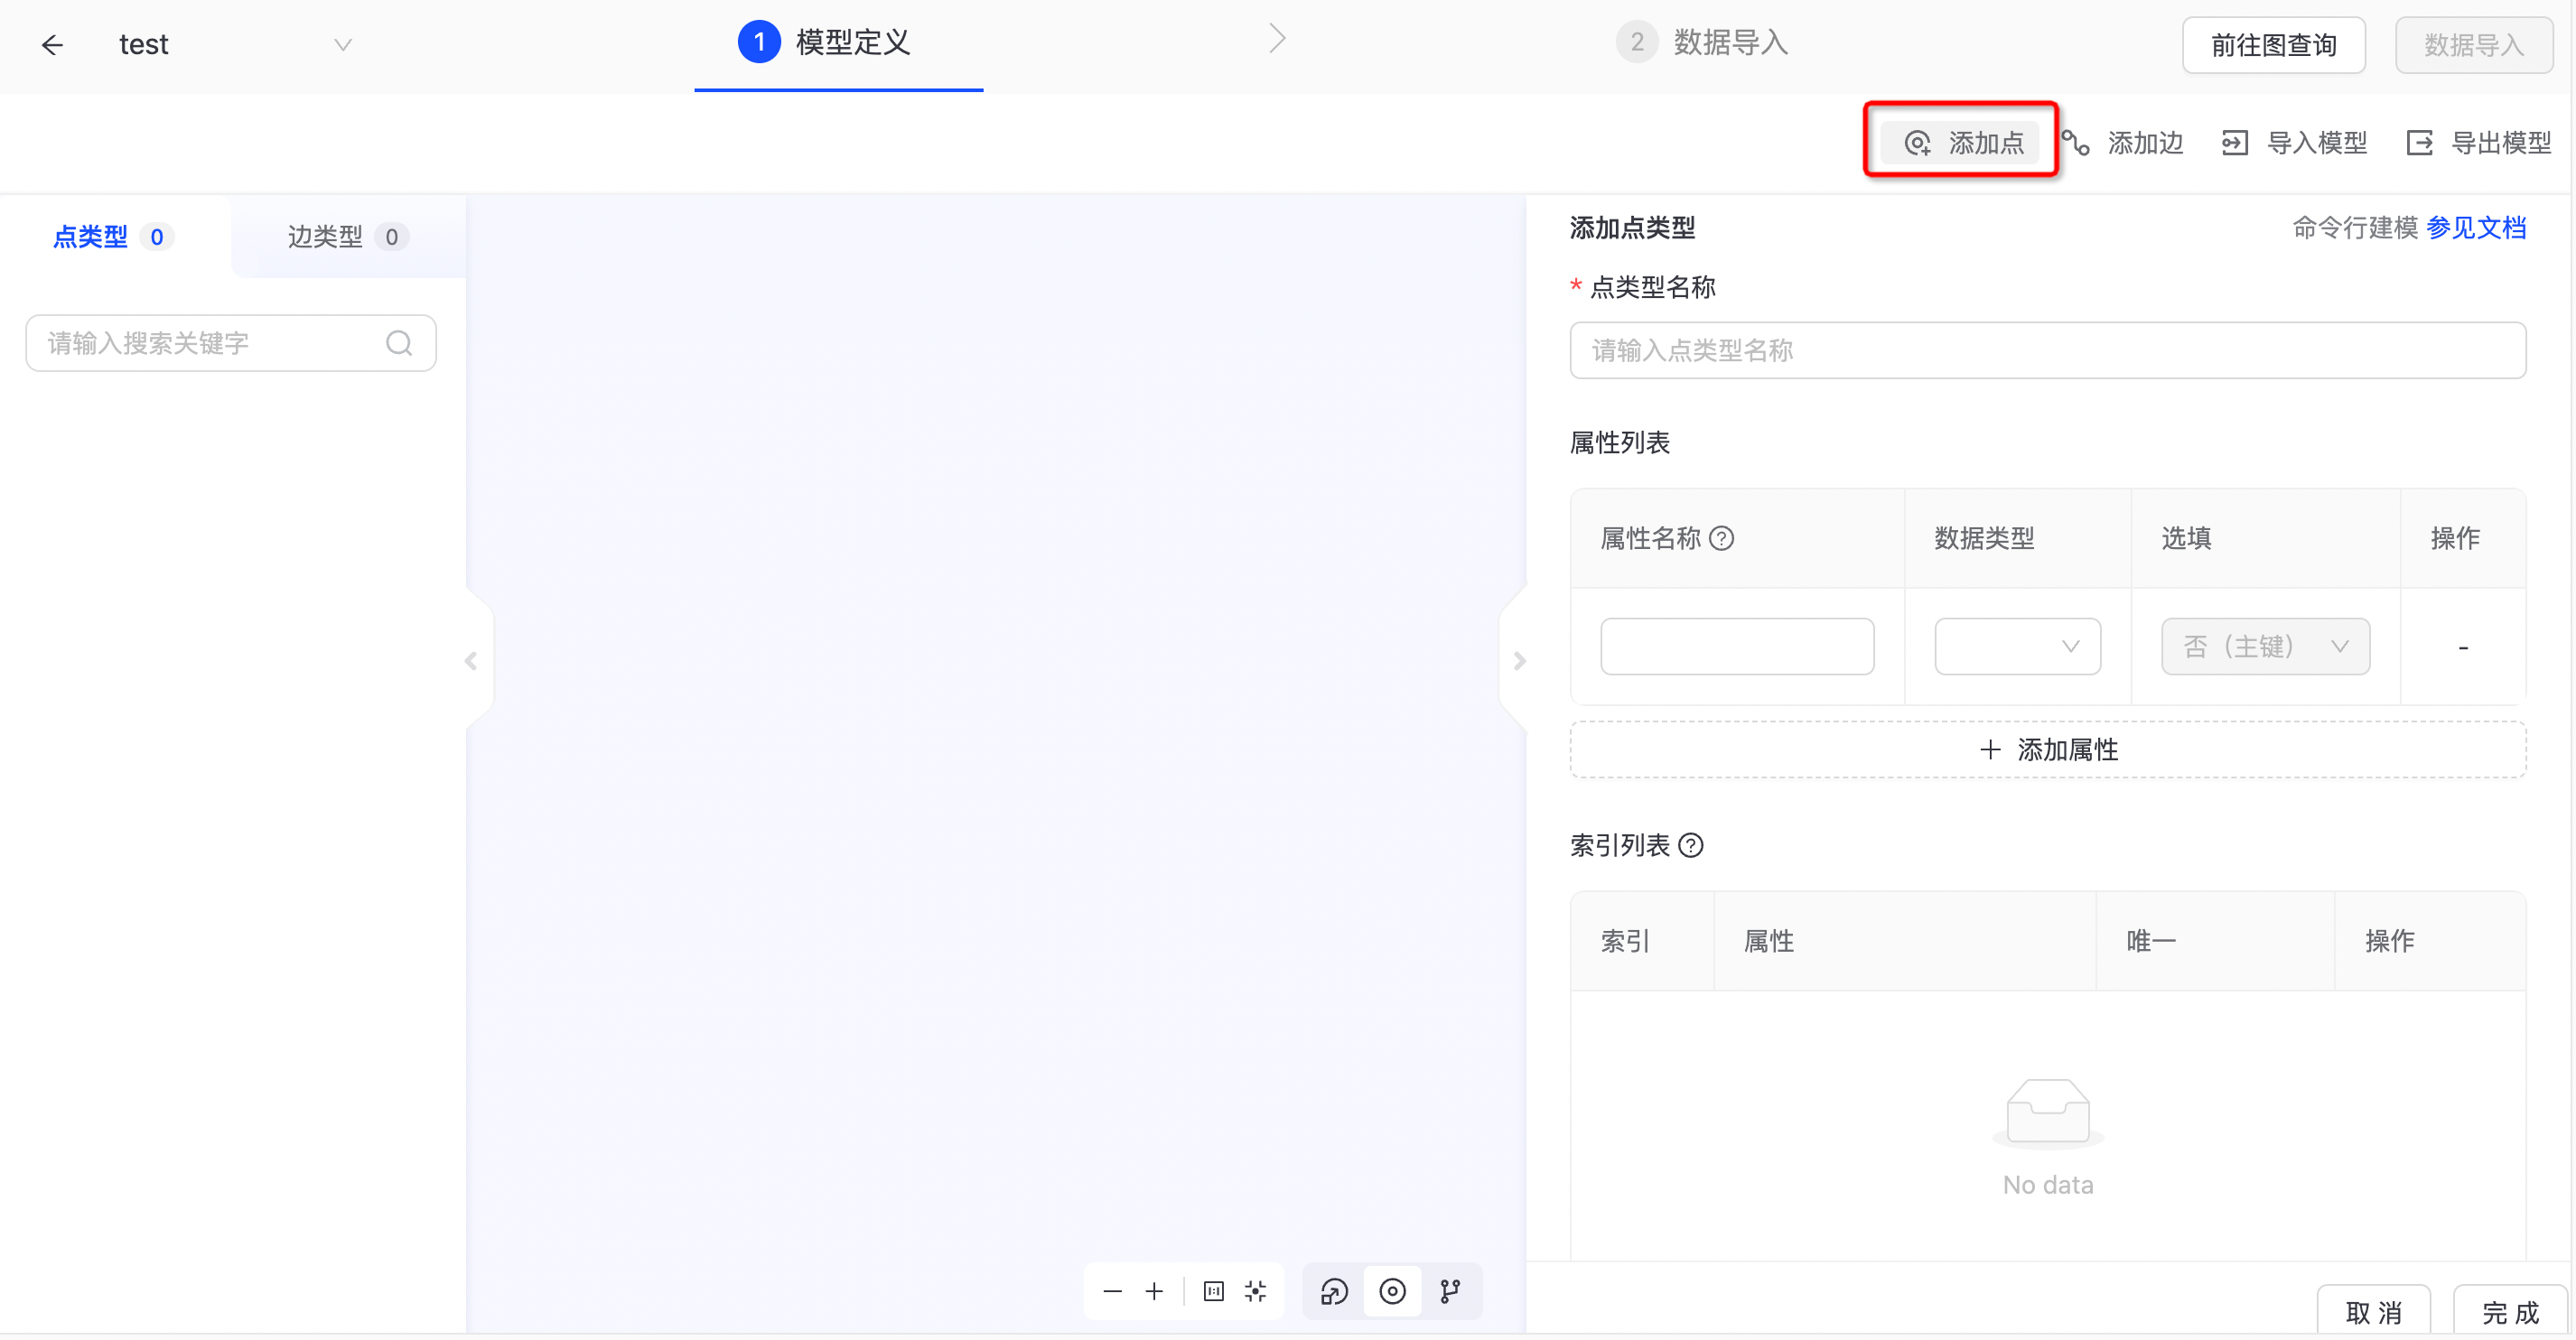 test
1 模型定义
2 数据导入
前往图查询
数据导入
添加点
添加边
导入模型
导出模型
点类型 0
边类型 0
请输入搜索关键字
添加点类型
命令行建模 参见文档
* 点类型名称
请输入点类型名称
属性列表
属性名称 数据类型 选填 操作
否（主键） -
+ 添加属性
索引列表
索引 属性 唯一 操作
No data
取 消
完 成